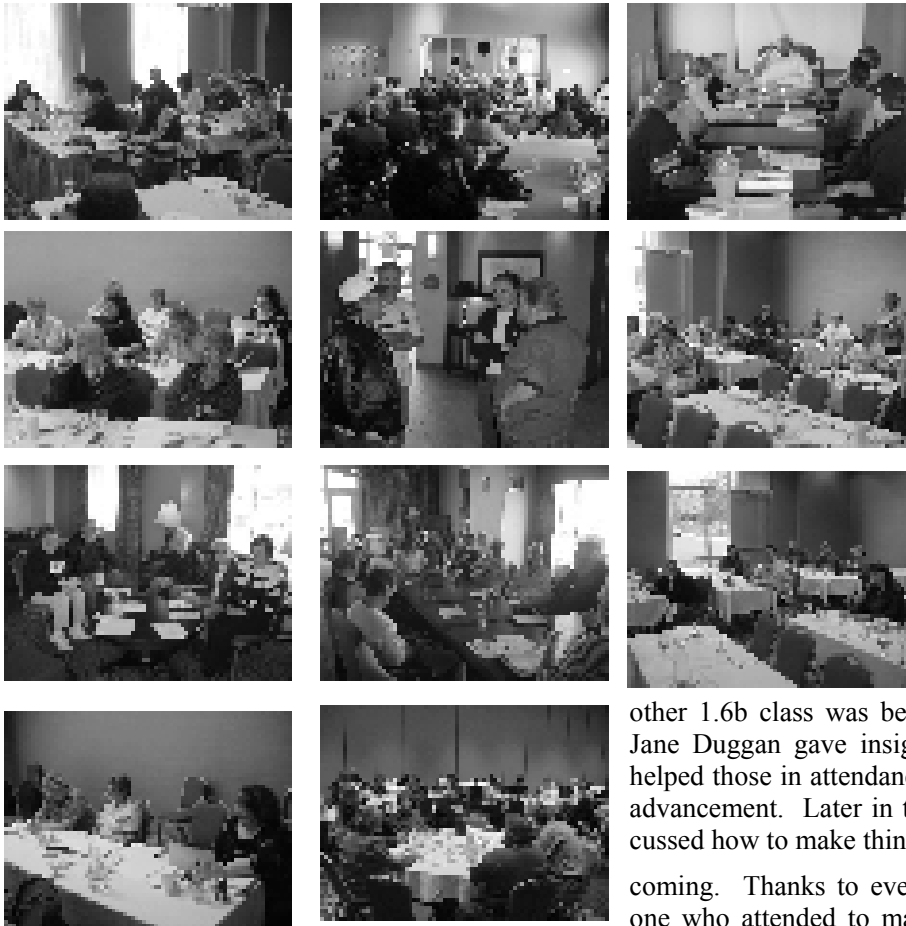 other 1.6b class was be
Jane Duggan gave insig
helped those in attendanc
advancement. Later in t
cussed how to make thin
coming. Thanks to eve
one who attended to ma